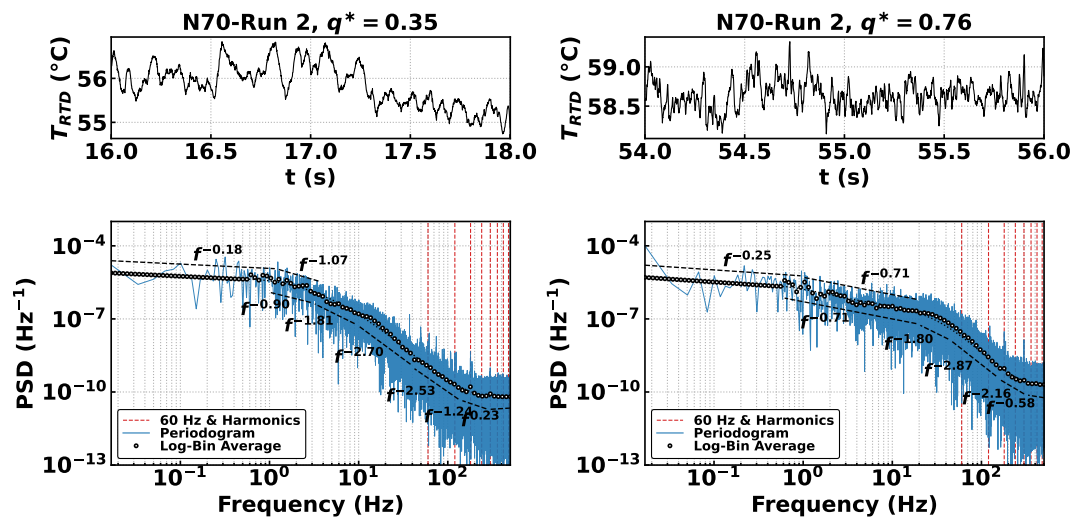 N70-Run 2, q* = 0.35
T_RTD (°C)
56
55
16.0 16.5 17.0 17.5 18.0
t (s)
N70-Run 2, q* = 0.76
T_RTD (°C)
59.0
58.5
54.0 54.5 55.0 55.5 56.0
t (s)
PSD (Hz⁻¹)
10⁻⁴
10⁻⁷
10⁻¹⁰
10⁻¹³
f⁻⁰·¹⁸
f⁻¹·⁰⁷
f⁻⁰·⁹⁰
f⁻¹·⁸¹
f⁻²·⁷⁰
f⁻²·⁵³
f⁻¹·²⁴
f⁰·²³
60 Hz & Harmonics
Periodogram
Log-Bin Average
10⁻¹ 10⁰ 10¹ 10²
Frequency (Hz)
PSD (Hz⁻¹)
10⁻⁴
10⁻⁷
10⁻¹⁰
10⁻¹³
f⁻⁰·²⁵
f⁻⁰·⁷¹
f⁻⁰·⁷¹
f⁻¹·⁸⁰
f⁻²·⁸⁷
f⁻²·¹⁶
f⁻⁰·⁵⁸
60 Hz & Harmonics
Periodogram
Log-Bin Average
10⁻¹ 10⁰ 10¹ 10²
Frequency (Hz)